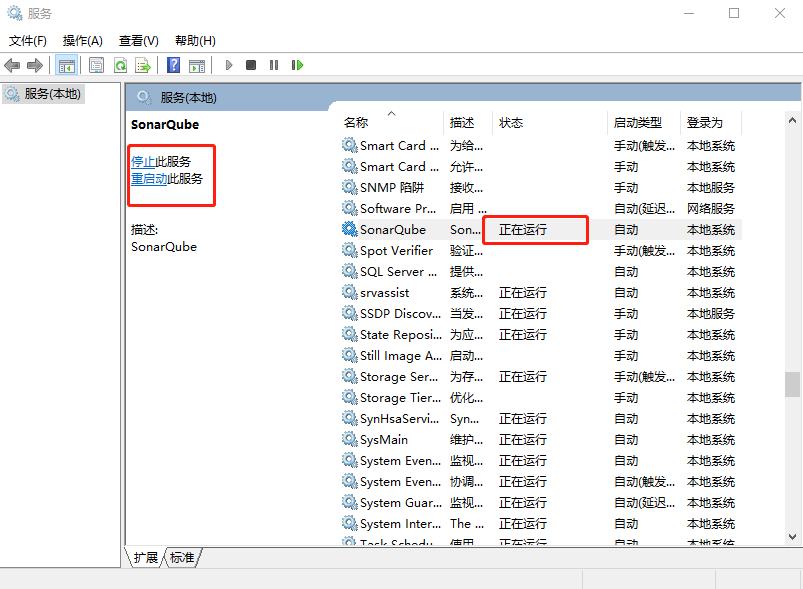 服务
文件(F) 操作(A) 查看(V) 帮助(H)
服务(本地)
服务(本地)
SonarQube
停止此服务
重启动此服务
描述:
SonarQube
名称 描述 状态 启动类型 登录为
Smart Card ... 为给... 手动(触发... 本地系统
Smart Card ... 允许... 手动 本地系统
SNMP 陷阱 接收... 手动 本地服务
Software Pr... 启用 ... 自动(延迟... 网络服务
SonarQube Son... 正在运行 自动 本地系统
Spot Verifier 验证... 手动(触发... 本地系统
SQL Server ... 提供... 自动 本地系统
srvassist 系统... 正在运行 自动 本地系统
SSDP Discov... 当发... 正在运行 手动 本地服务
State Reposi... 为应... 正在运行 手动 本地系统
Still Image A... 启动... 手动 本地系统
Storage Ser... 为存... 正在运行 手动(触发... 本地系统
Storage Tier... 优化... 手动 本地系统
SynHsaServi... Syn... 正在运行 自动 本地系统
SysMain 维护... 正在运行 自动 本地系统
System Even... 监视... 正在运行 自动 本地系统
System Even... 协调... 正在运行 自动(触发... 本地系统
System Guar... 监视... 正在运行 自动(延迟... 本地系统
System Inter... The ... 正在运行 自动 本地系统
Task Schedu... 使用... 正在运行 自动 本地系统
扩展 标准